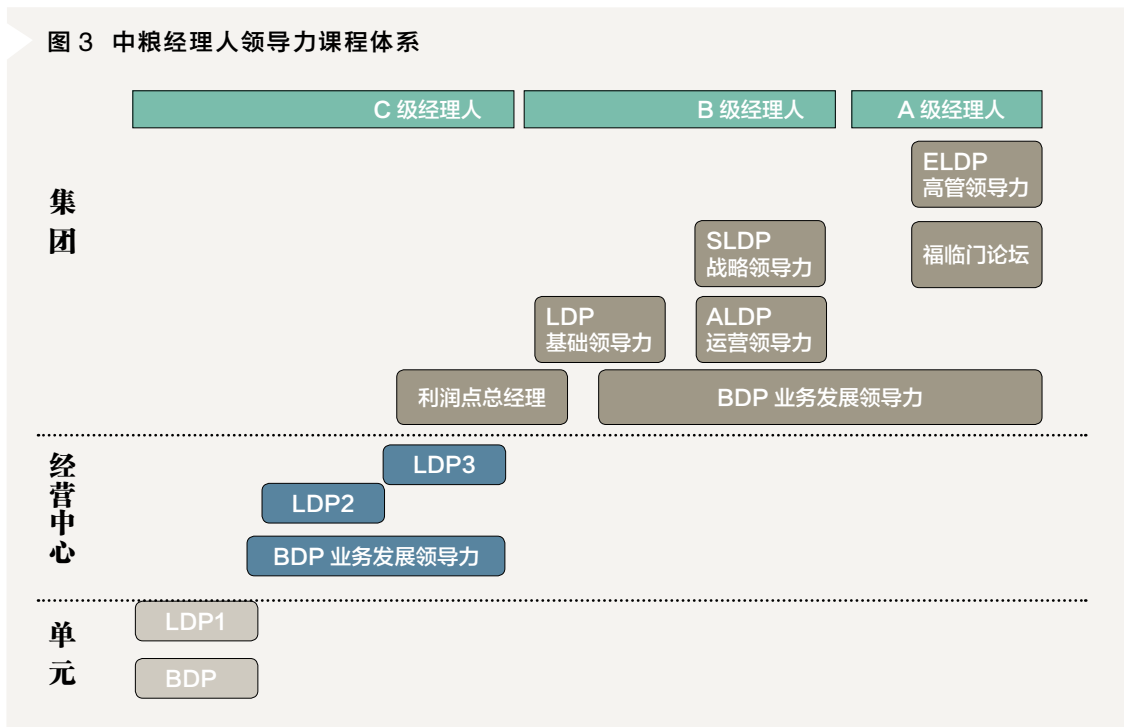 图 3 中粮经理人领导力课程体系
C 级经理人
B 级经理人
A 级经理人
集团
ELDP
高管领导力
SLDP
战略领导力
福临门论坛
LDP
基础领导力
ALDP
运营领导力
利润点总经理
BDP 业务发展领导力
经营中心
LDP3
LDP2
BDP 业务发展领导力
单元
LDP1
BDP